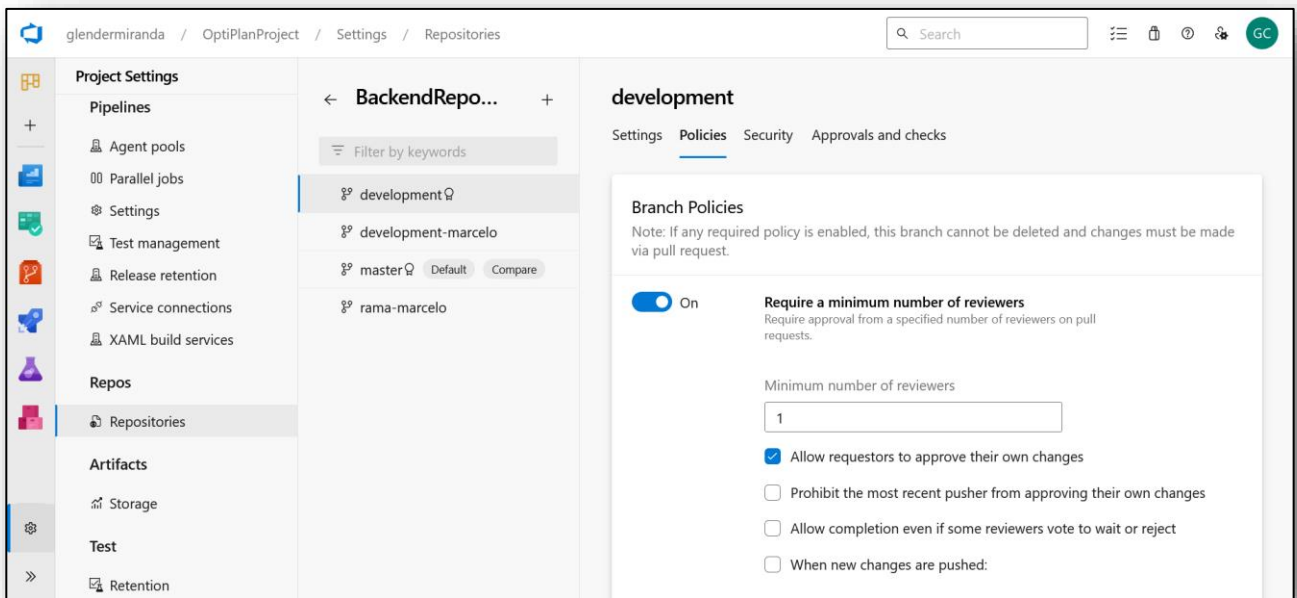 glendermiranda / OptiPlanProject / Settings / Repositories
Search
GC
Project Settings
Pipelines
Agent pools
Parallel jobs
Settings
Test management
Release retention
Service connections
XAML build services
Repos
Repositories
Artifacts
Storage
Test
Retention
BackendRepo...
Filter by keywords
development
development-marcelo
master Default Compare
rama-marcelo
development
Settings Policies Security Approvals and checks
Branch Policies
Note: If any required policy is enabled, this branch cannot be deleted and changes must be made
via pull request.
On
Require a minimum number of reviewers
Require approval from a specified number of reviewers on pull
requests.
Minimum number of reviewers
1
Allow requestors to approve their own changes
Prohibit the most recent pusher from approving their own changes
Allow completion even if some reviewers vote to wait or reject
When new changes are pushed: